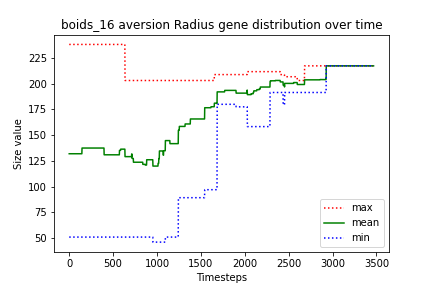 boids_16 aversion Radius gene distribution over time
Size value
225
200
175
150
125
100
75
50
max
mean
min
0 500 1000 1500 2000 2500 3000 3500
Timesteps